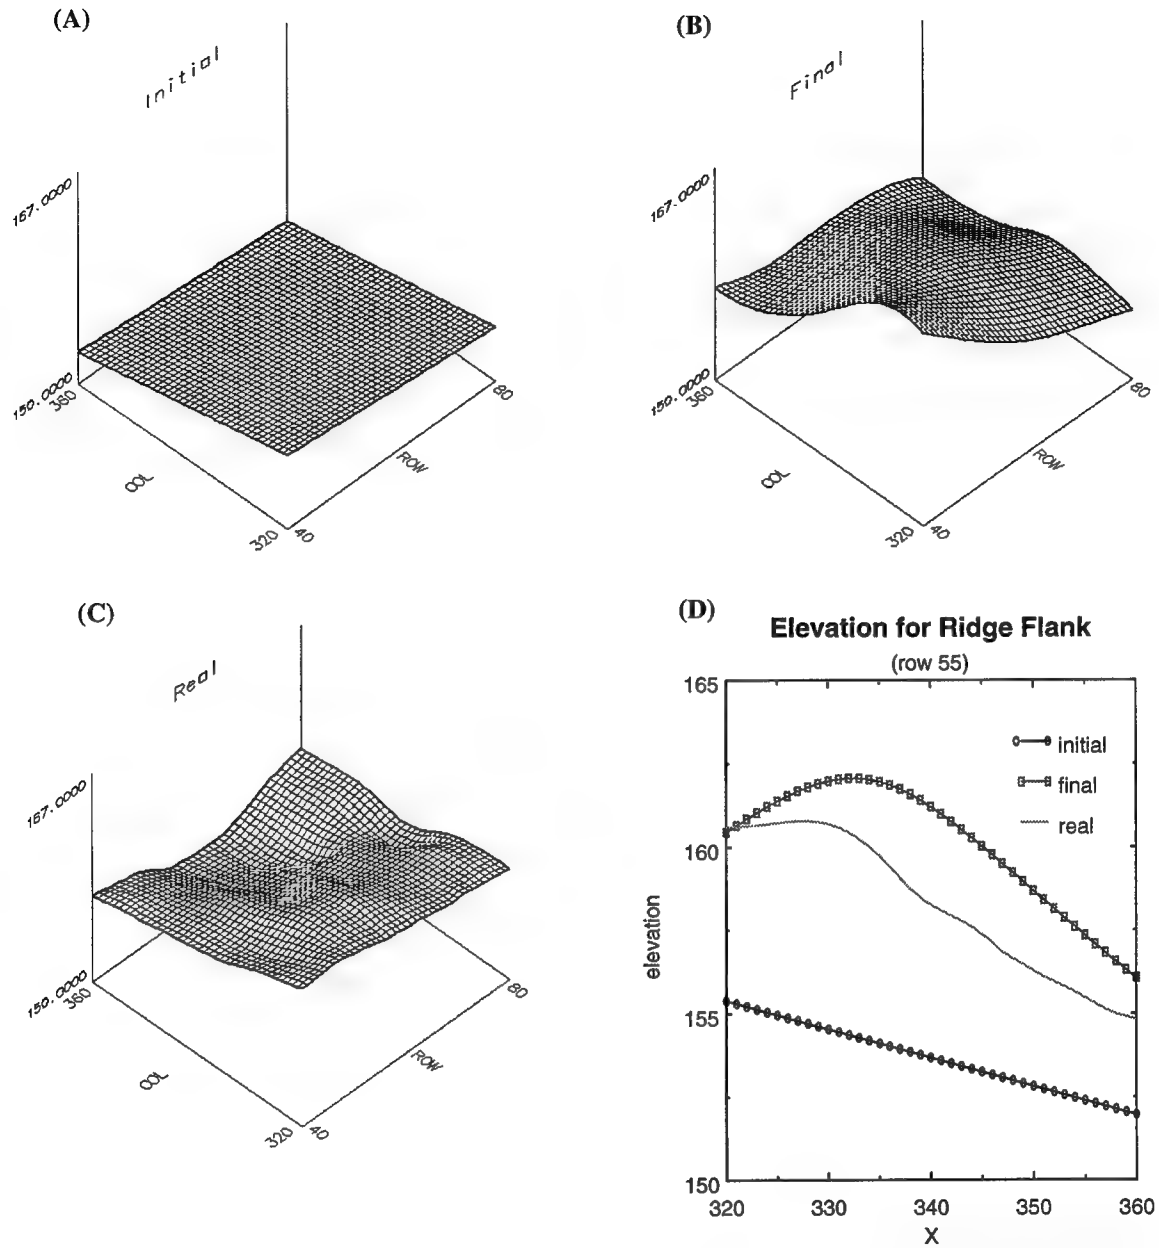 (A)
Initial
167.0000
150.0000
360
COL
320
40
ROW
80
(B)
Final
167.0000
150.0000
360
COL
320
40
ROW
80
(C)
Real
167.0000
150.0000
360
COL
320
40
ROW
80
(D)
Elevation for Ridge Flank
(row 55)
165
160
155
150
elevation
initial
final
real
320 330 340 350 360
X